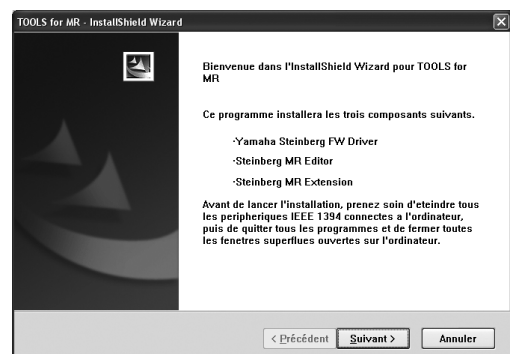 TOOLS for MR - InstallShield Wizard
Bienvenue dans l'InstallShield Wizard pour TOOLS for
MR
Ce programme installera les trois composants suivants.
·Yamaha Steinberg FW Driver
·Steinberg MR Editor
·Steinberg MR Extension
Avant de lancer l'installation, prenez soin d'eteindre tous
les peripheriques IEEE 1394 connectes a l'ordinateur,
puis de quitter tous les programmes et de fermer toutes
les fenetres superflues ouvertes sur l'ordinateur.
< Précédent Suivant > Annuler